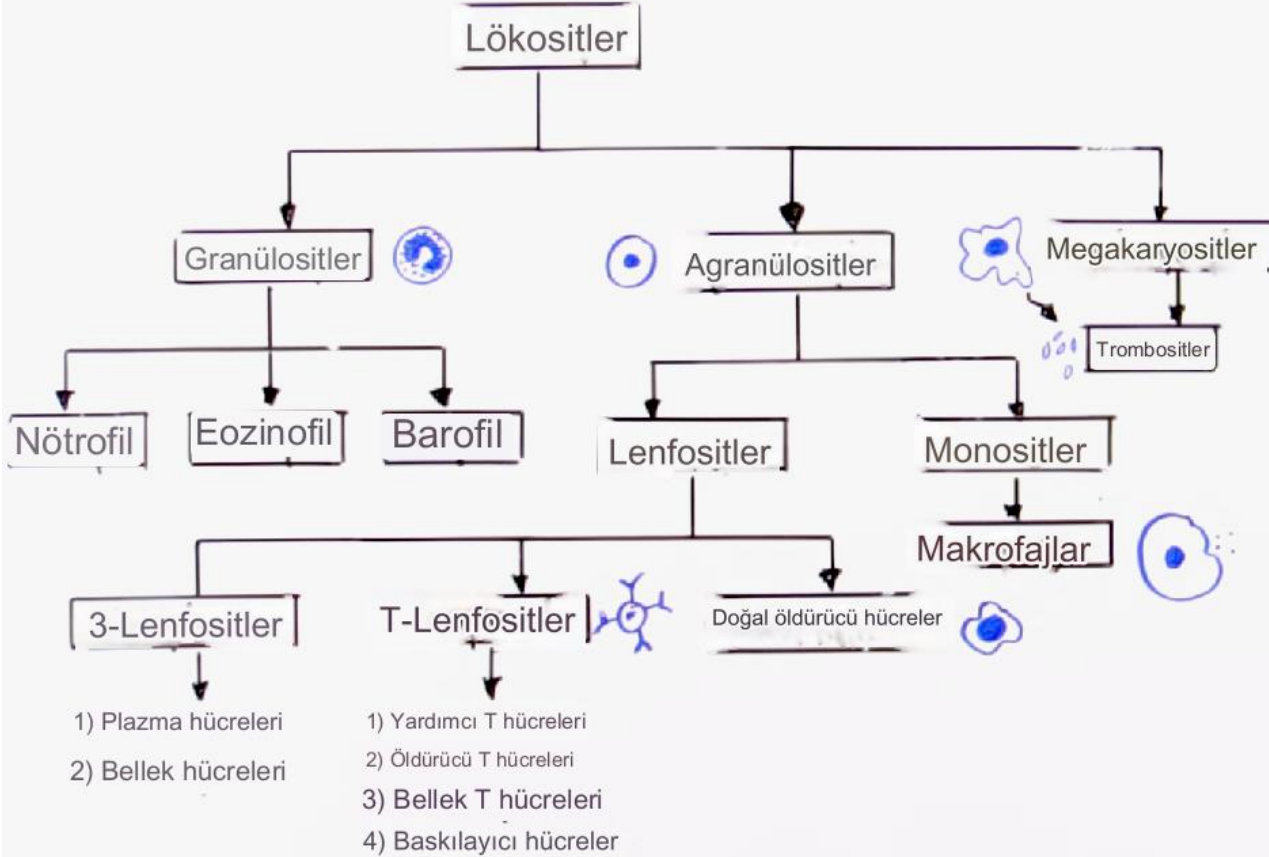 Lökositler
Granülositler
Agranülositler
Megakaryositler
Trombositler
Nötrofil
Eozinofil
Barofil
Lenfositler
Monositler
Makrofajlar
3-Lenfositler
T-Lenfositler
Doğal öldürücü hücreler
1) Plazma hücreleri
2) Bellek hücreleri
1) Yardımcı T hücreleri
2) Öldürücü T hücreleri
3) Bellek T hücreleri
4) Baskılayıcı hücreler